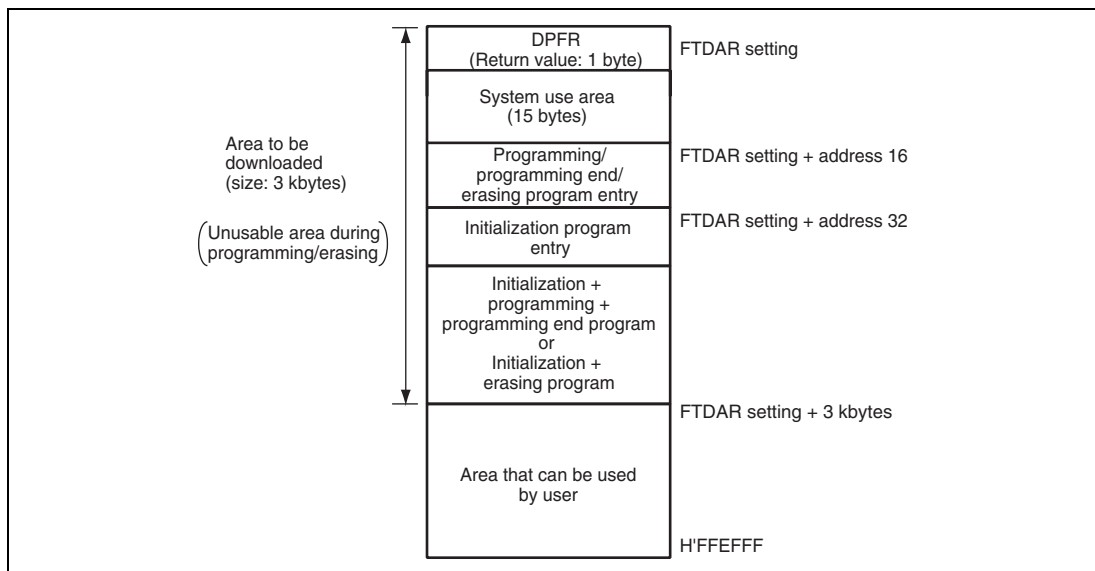 DPFR
(Return value: 1 byte)
FTDAR setting
System use area
(15 bytes)
Area to be
downloaded
(size: 3 kbytes)
(Unusable area during
programming/erasing)
Programming/
programming end/
erasing program entry
FTDAR setting + address 16
Initialization program
entry
FTDAR setting + address 32
Initialization +
programming +
programming end program
or
Initialization +
erasing program
FTDAR setting + 3 kbytes
Area that can be used
by user
H'FFEFFF